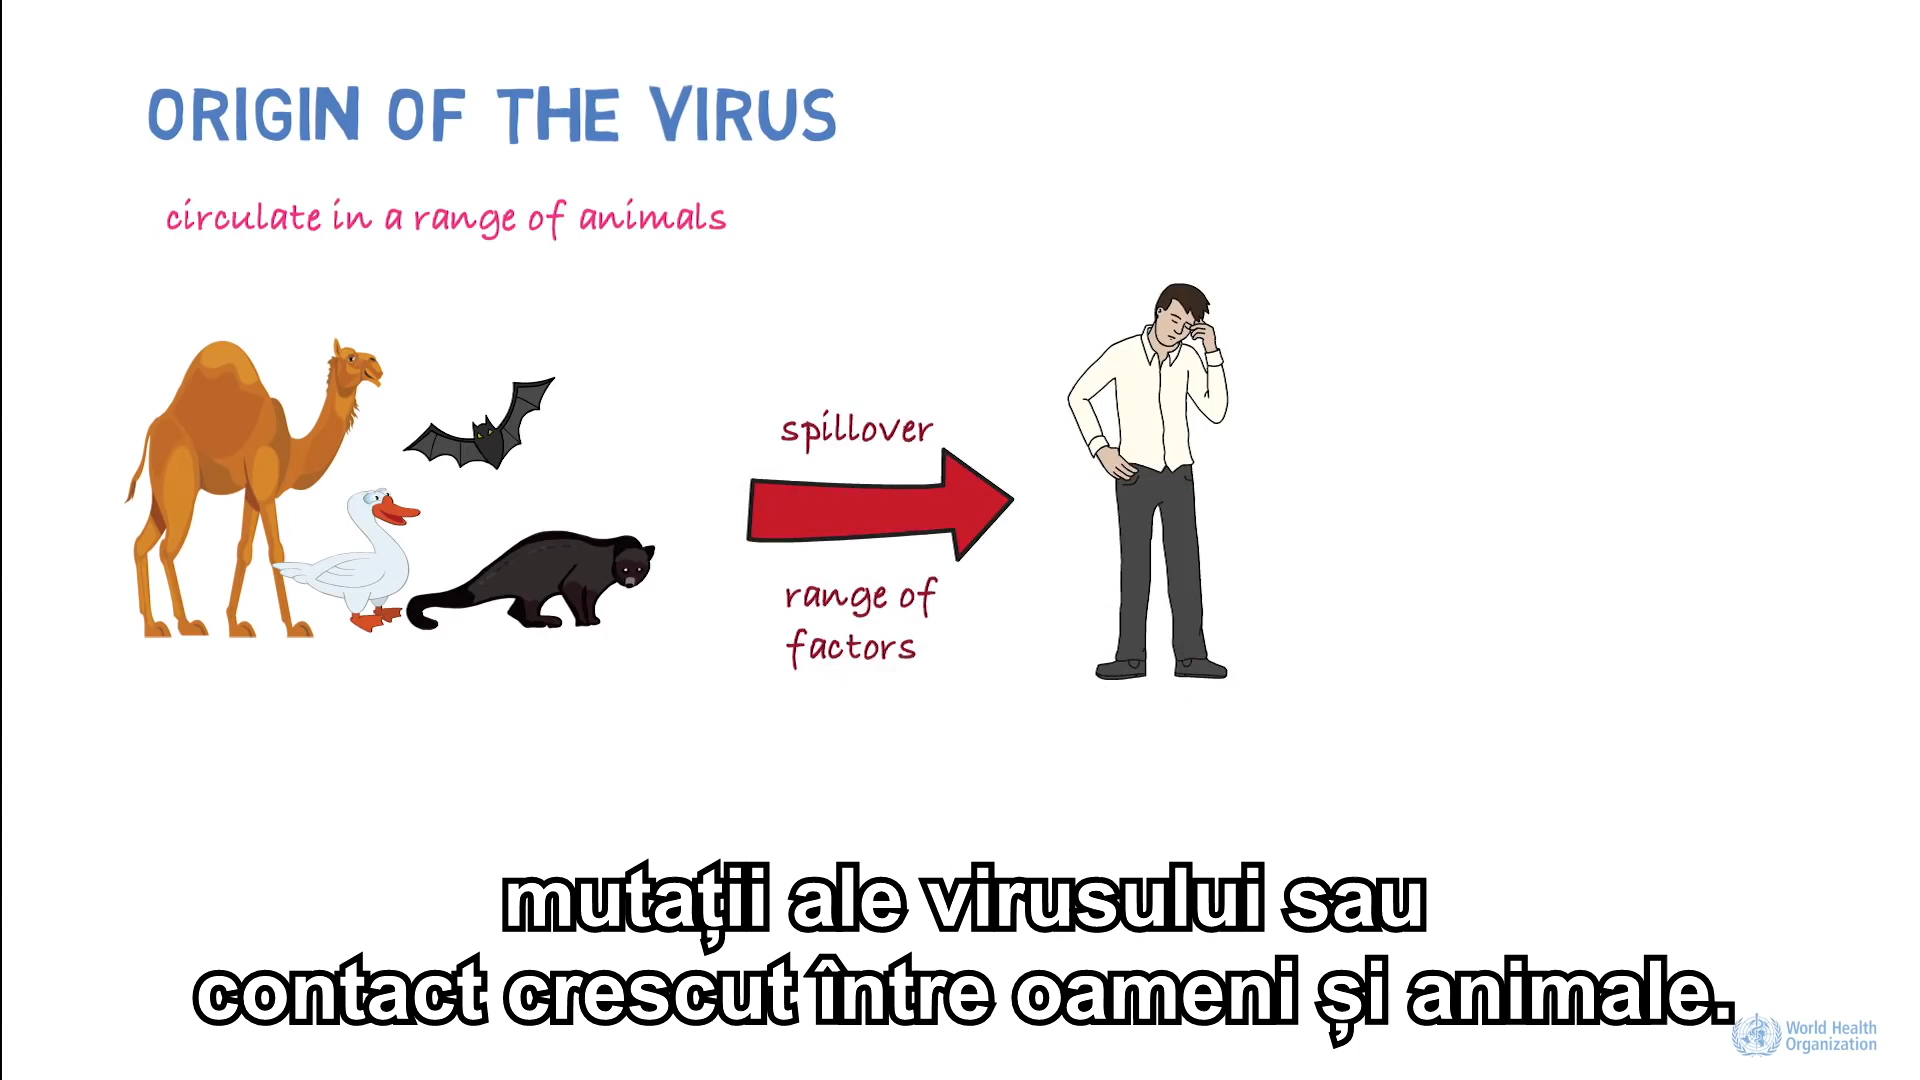 ORIGIN OF THE VIRUS
circulate in a range of animals
spillover
range of
factors
mutații ale virusului sau
contact crescut între oameni și animale.
World Health
Organization